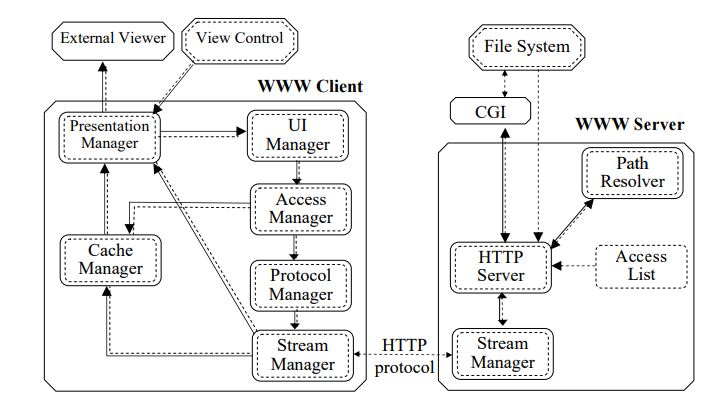 External Viewer
View Control
File System
WWW Client
CGI
WWW Server
Presentation
Manager
UI
Manager
Path
Resolver
Access
Manager
Cache
Manager
HTTP
Server
Access
List
Protocol
Manager
Stream
Manager
HTTP
protocol
Stream
Manager